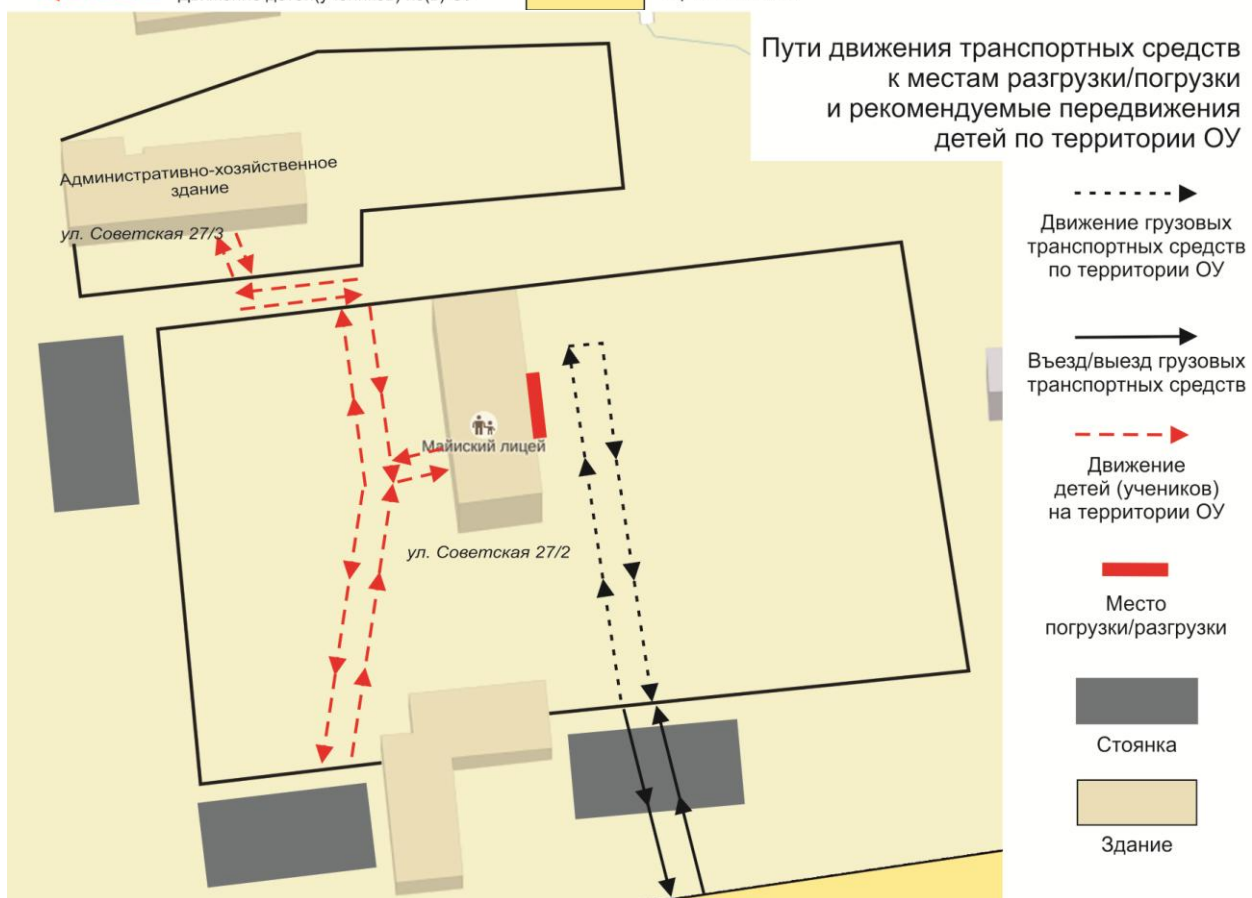 Пути движения транспортных средств
к местам разгрузки/погрузки
и рекомендуемые передвижения
детей по территории ОУ
Административно-хозяйственное
здание
ул. Советская 27/3
Майиский лицей
ул. Советская 27/2
Движение грузовых
транспортных средств
по территории ОУ
Въезд/выезд грузовых
транспортных средств
Движение
детей (учеников)
на территории ОУ
Место
погрузки/разгрузки
Стоянка
Здание